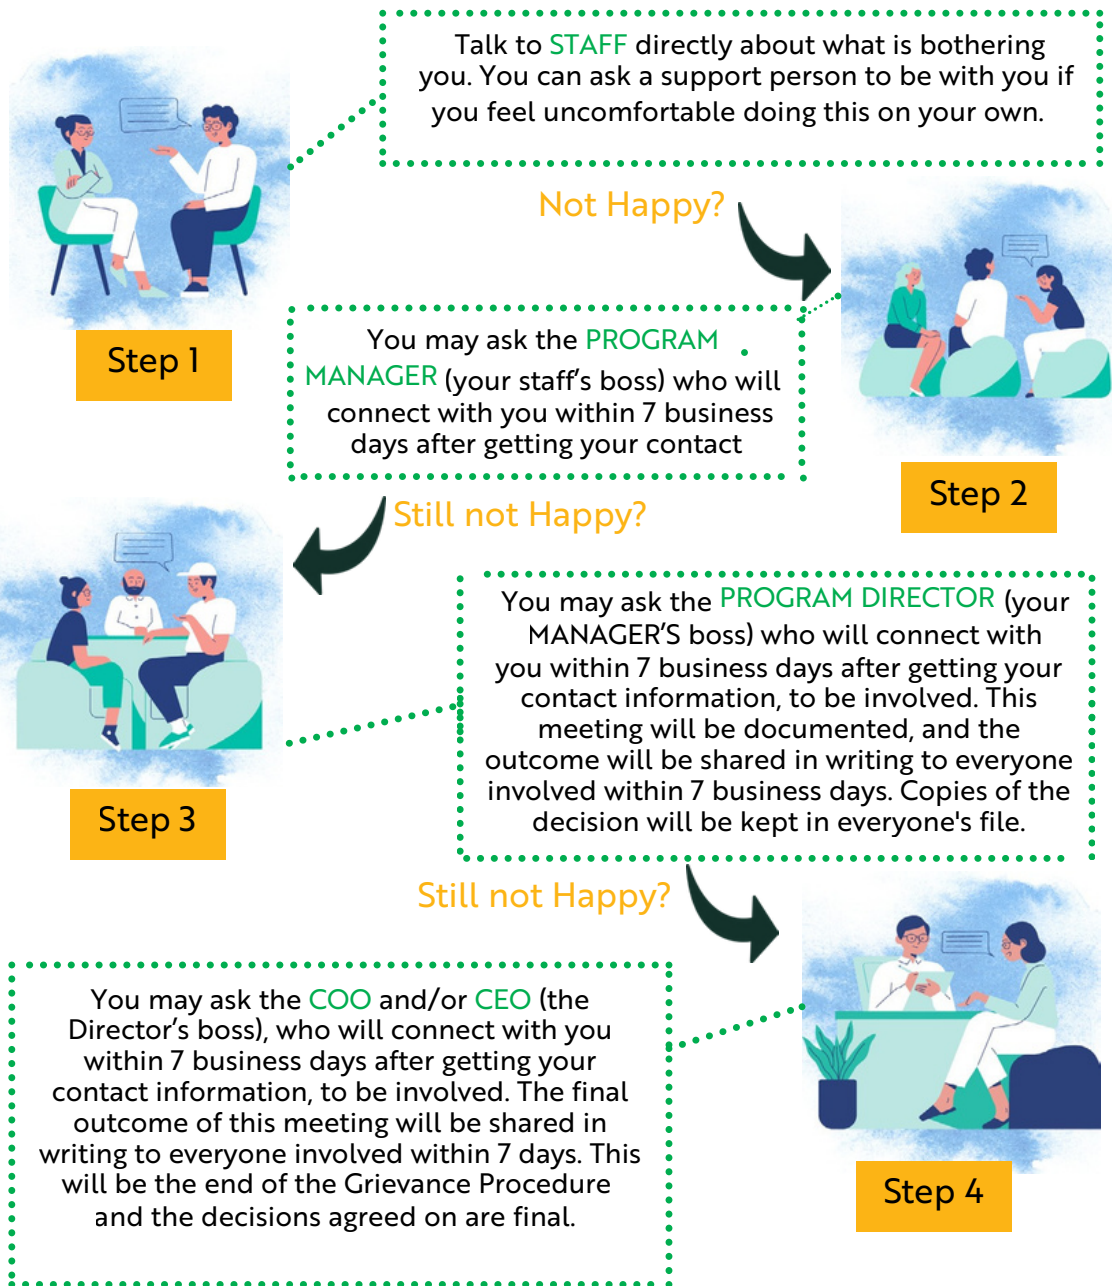 Talk to STAFF directly about what is bothering
you. You can ask a support person to be with you if
you feel uncomfortable doing this on your own.
Step 1
Not Happy?
You may ask the PROGRAM
MANAGER (your staff's boss) who will
connect with you within 7 business
days after getting your contact
Step 2
Still not Happy?
You may ask the PROGRAM DIRECTOR (your
MANAGER'S boss) who will connect with
you within 7 business days after getting your
contact information, to be involved. This
meeting will be documented, and the
outcome will be shared in writing to everyone
involved within 7 business days. Copies of the
decision will be kept in everyone's file.
Step 3
Still not Happy?
You may ask the COO and/or CEO (the
Director's boss), who will connect with you
within 7 business days after getting your
contact information, to be involved. The final
outcome of this meeting will be shared in
writing to everyone involved within 7 days. This
will be the end of the Grievance Procedure
and the decisions agreed on are final.
Step 4